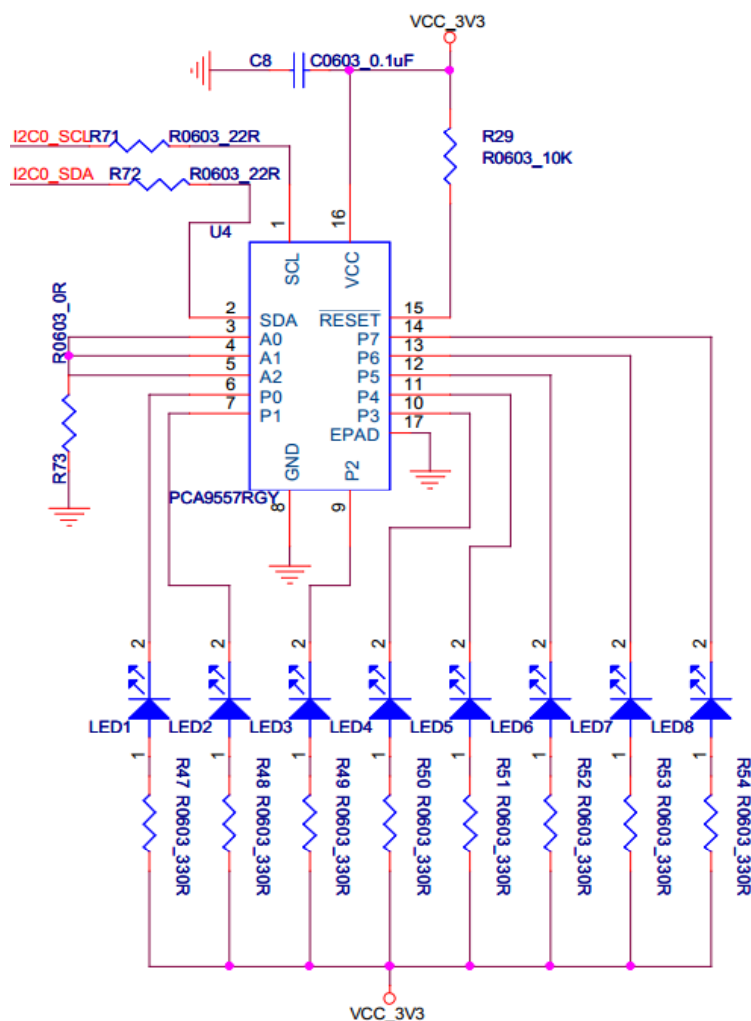 VCC_3V3
C8 C0603_0.1uF
I2C0_SCL R71 R0603_22R
R29
R0603_10K
I2C0_SDA R72 R0603_22R
U4
1
16
SCL
VCC
R0603_0R
2 SDA
RESET 15
3 A0
P7 14
4 A1
P6 13
5 A2
P5 12
6 P0
P4 11
7 P1
P3 10
EPAD 17
GND
P2
R73
PCA9557RGY
8
9
2 2 2 2 2 2 2 2
LED1 LED2 LED3 LED4 LED5 LED6 LED7 LED8
1 1 1 1 1 1 1 1
R47 R0603_330R
R48 R0603_330R
R49 R0603_330R
R50 R0603_330R
R51 R0603_330R
R52 R0603_330R
R53 R0603_330R
R54 R0603_330R
VCC_3V3